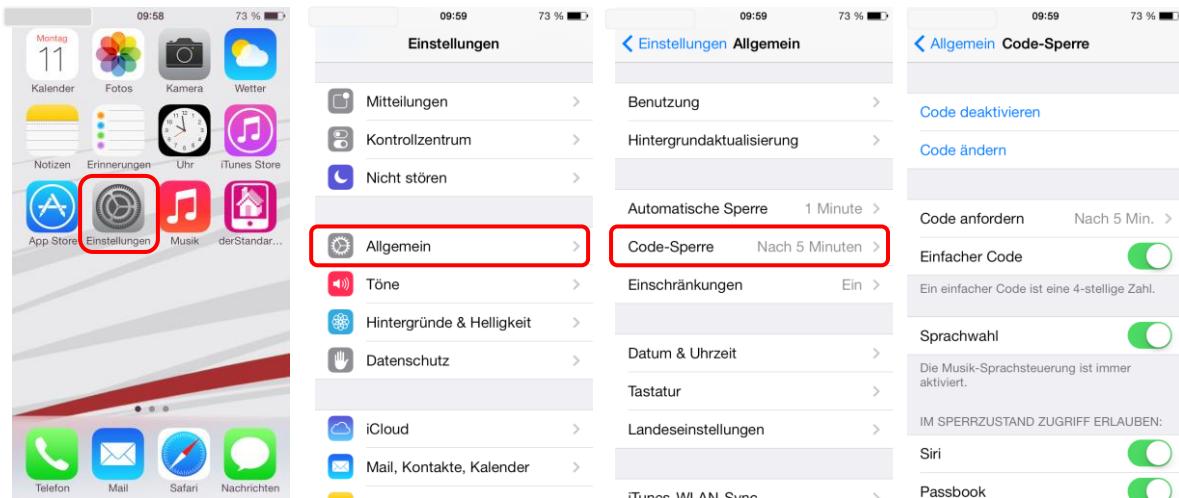 09:58 73 %
Montag
11
Kalender Fotos Kamera Wetter
Notizen Erinnerungen Uhr iTunes Store
App Store Einstellungen Musik derStandar...
Telefon Mail Safari Nachrichten
09:59 73 %
Einstellungen
Mitteilungen
Kontrollzentrum
Nicht stören
Allgemein
Töne
Hintergründe & Helligkeit
Datenschutz
iCloud
Mail, Kontakte, Kalender
09:59 73 %
Einstellungen Allgemein
Benutzung
Hintergrundaktualisierung
Automatische Sperre 1 Minute
Code-Sperre Nach 5 Minuten
Einschränkungen Ein
Datum & Uhrzeit
Tastatur
Landeseinstellungen
iTunes-WLAN-Sync
09:59 73 %
Allgemein Code-Sperre
Code deaktivieren
Code ändern
Code anfordern Nach 5 Min.
Einfacher Code
Ein einfacher Code ist eine 4-stellige Zahl.
Sprachwahl
Die Musik-Sprachsteuerung ist immer
aktiviert.
IM SPERRZUSTAND ZUGRIFF ERLAUBEN:
Siri
Passbook